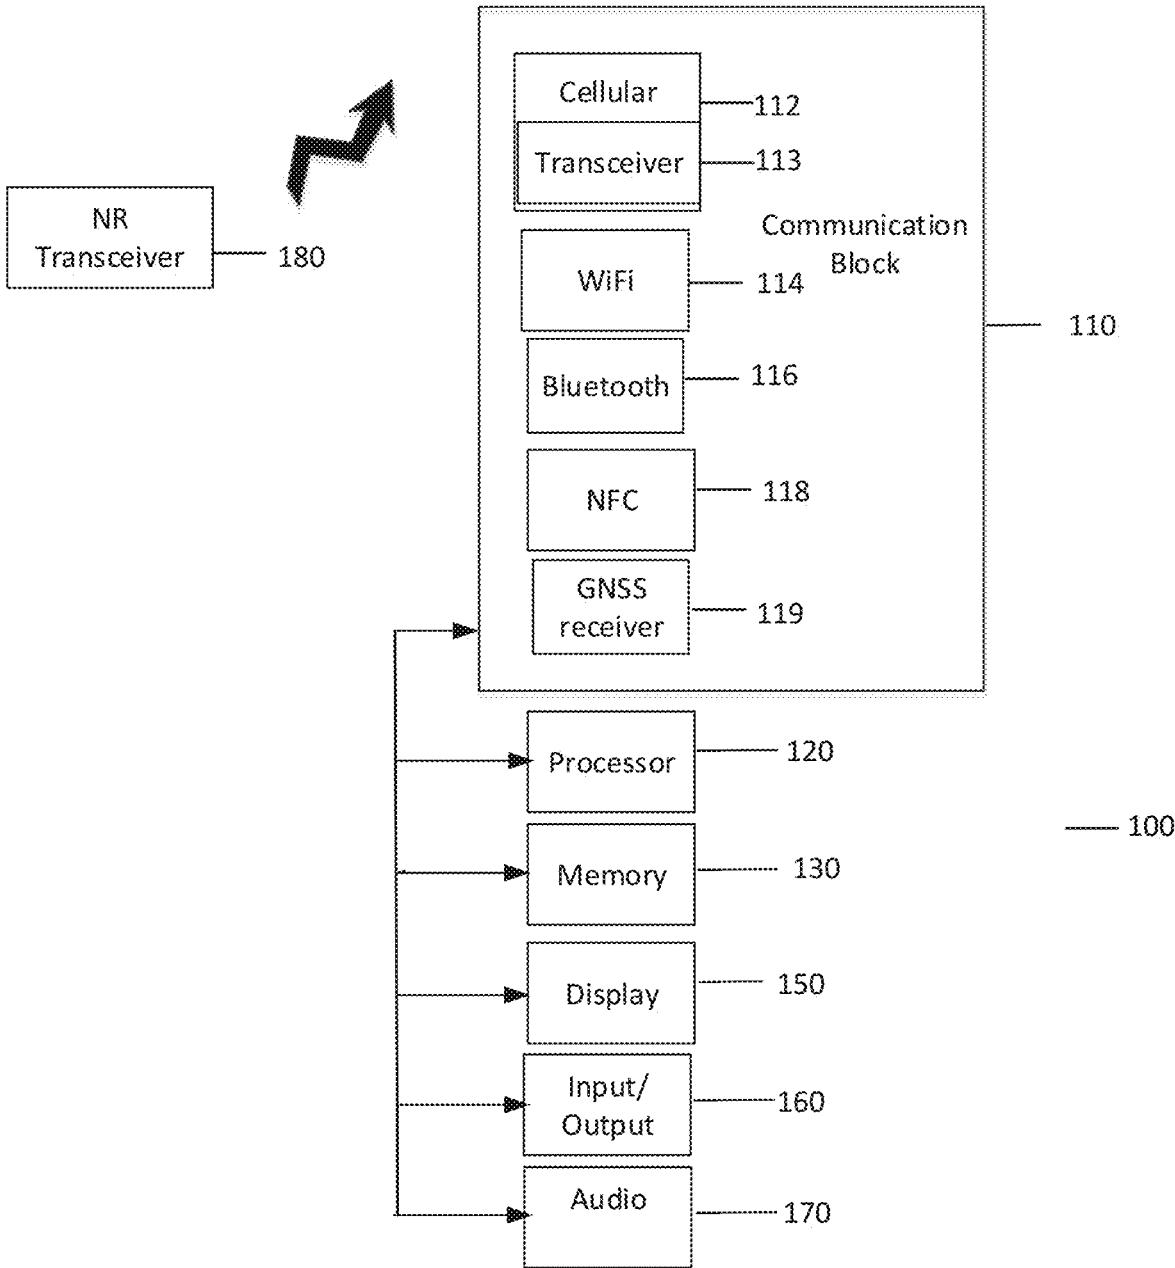 Cellular
112
Transceiver
113
NR
Transceiver
180
Communication
Block
WiFi
114
110
Bluetooth
116
NFC
118
GNSS
receiver
119
Processor
120
100
Memory
130
Display
150
Input/
Output
160
Audio
170